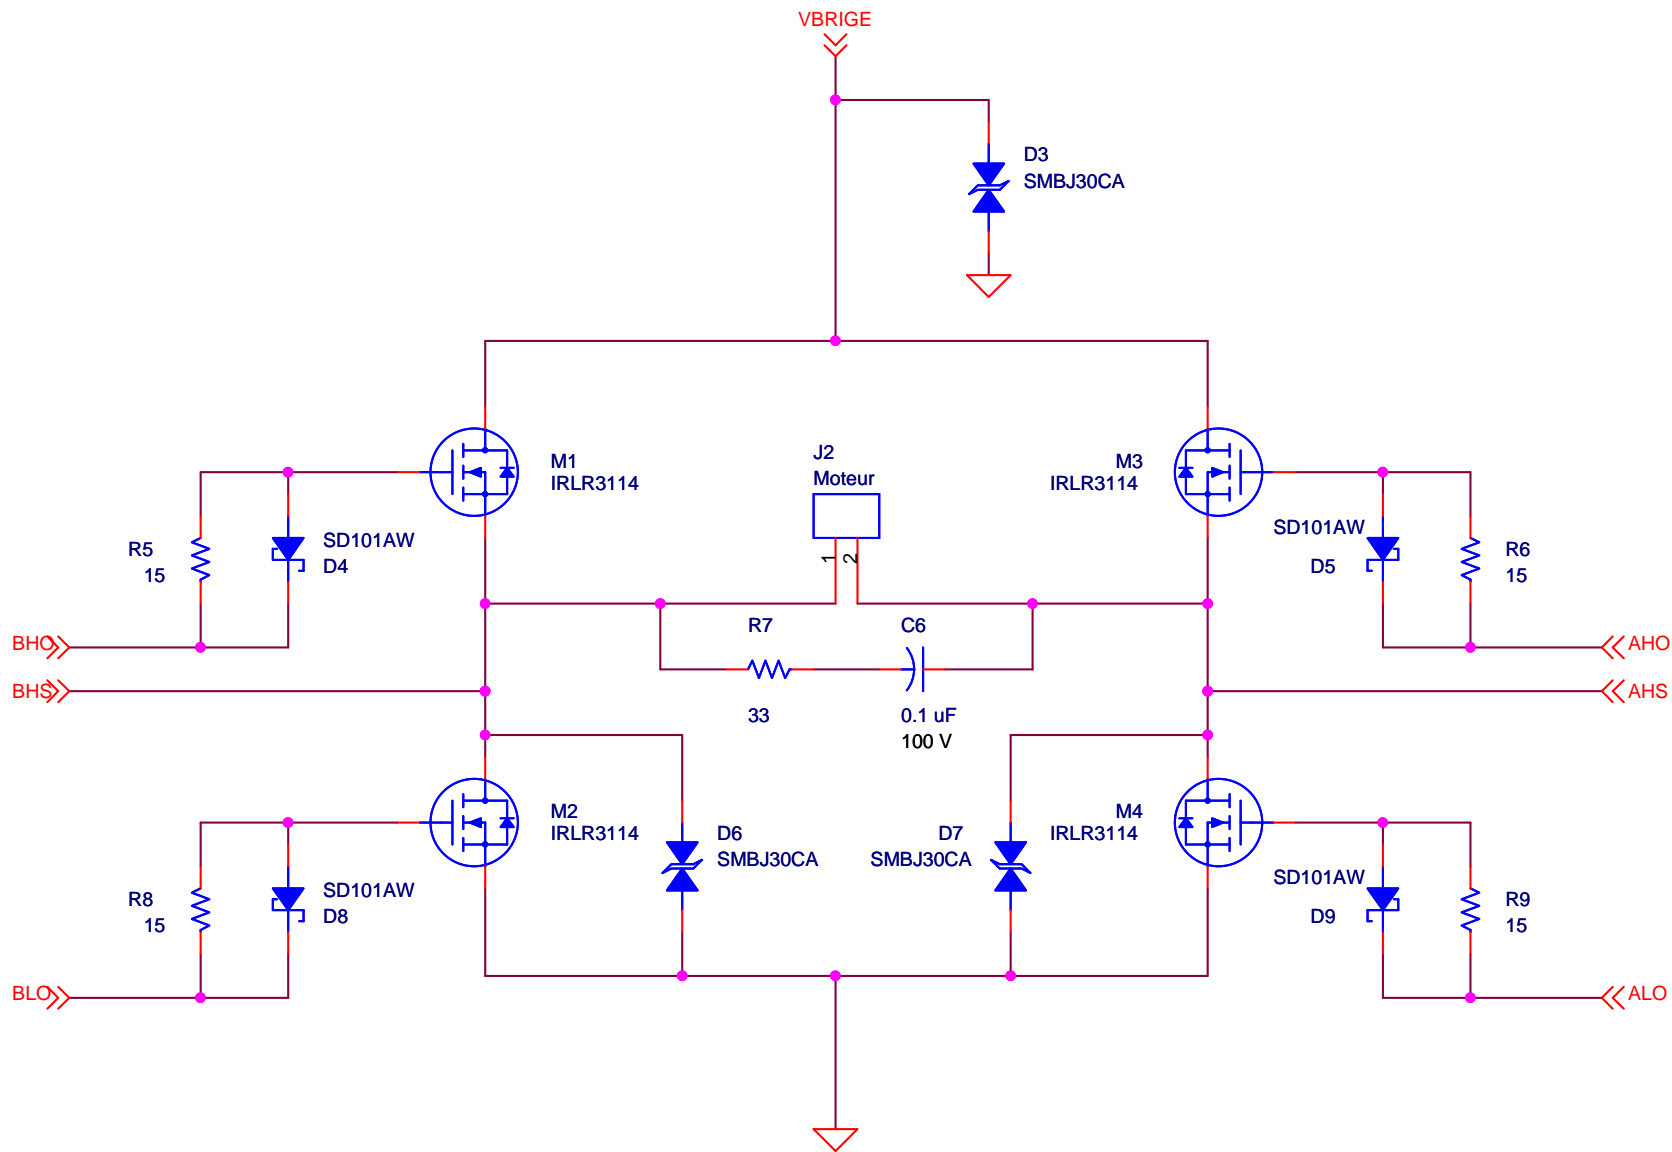 VBRIGE
D3
SMBJ30CA
M1
IRLR3114
J2
Moteur
1
2
M3
IRLR3114
R5
15
SD101AW
D4
SD101AW
D5
R6
15
BHO
BHS
R7
33
C6
0.1 uF
100 V
AHO
AHS
M2
IRLR3114
D6
SMBJ30CA
D7
SMBJ30CA
M4
IRLR3114
R8
15
SD101AW
D8
SD101AW
D9
R9
15
BLO
ALO